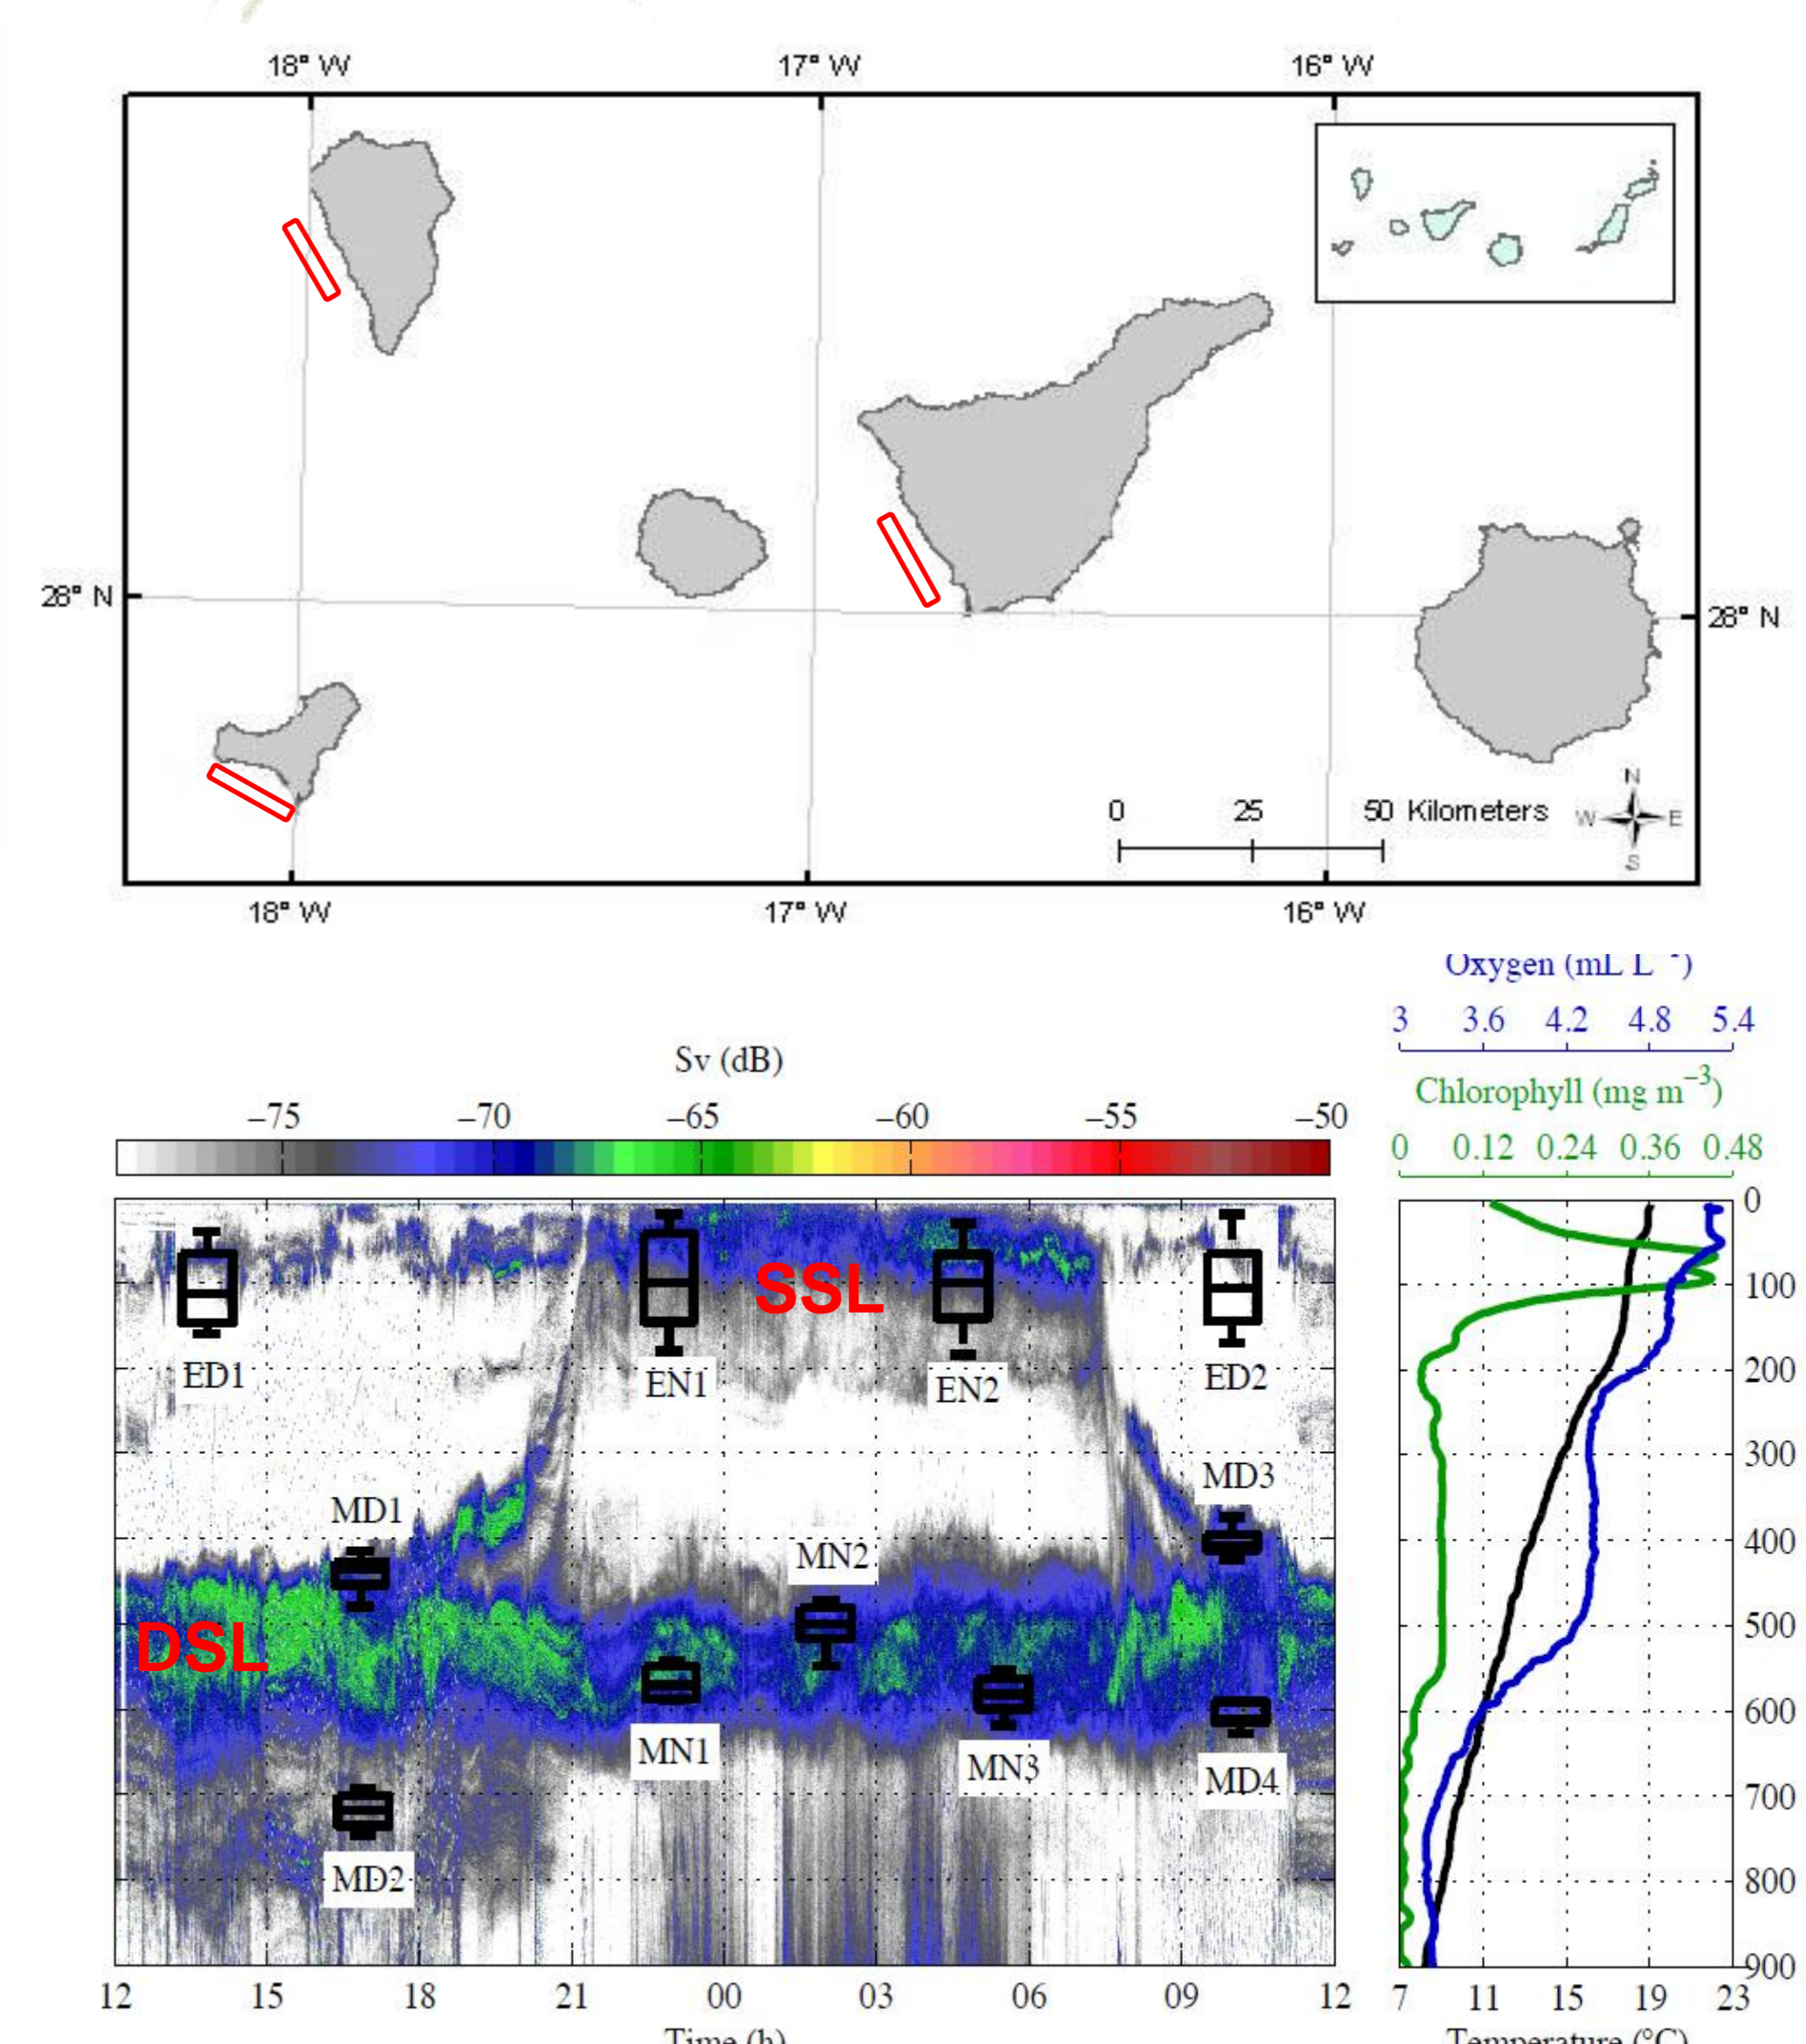 18° W 17° W 16° W
28° N 28° N
0 25 50 Kilometers
N
W E
S
18° W 17° W 16° W
Oxygen (mL L
3 3.6 4.2 4.8 5.4
Sv (dB)
Chlorophyll (mg m⁻³)
−75 −70 −65 −60 −55 −50
0 0.12 0.24 0.36 0.48
0
SSL
100
ED1 EN1 EN2 ED2
200
300
MD3
MD1
400
MN2
500
DSL
600
MN1 MN3 MD4
700
MD2
800
900
12 15 18 21 00 03 06 09 12
7 11 15 19 23
Time (h)
Temperature (°C)